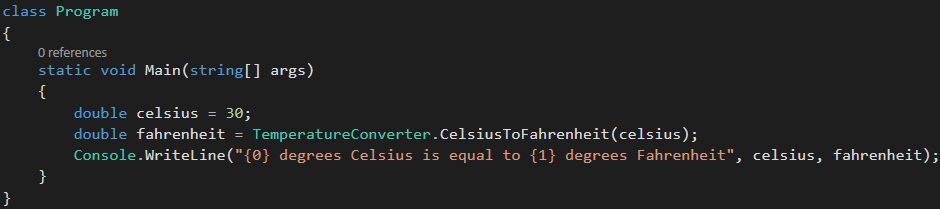 class Program
{
0 references
static void Main(string[] args)
{
double celsius = 30;
double fahrenheit = TemperatureConverter.CelsiusToFahrenheit(celsius);
Console.WriteLine("{0} degrees Celsius is equal to {1} degrees Fahrenheit", celsius, fahrenheit);
}
}